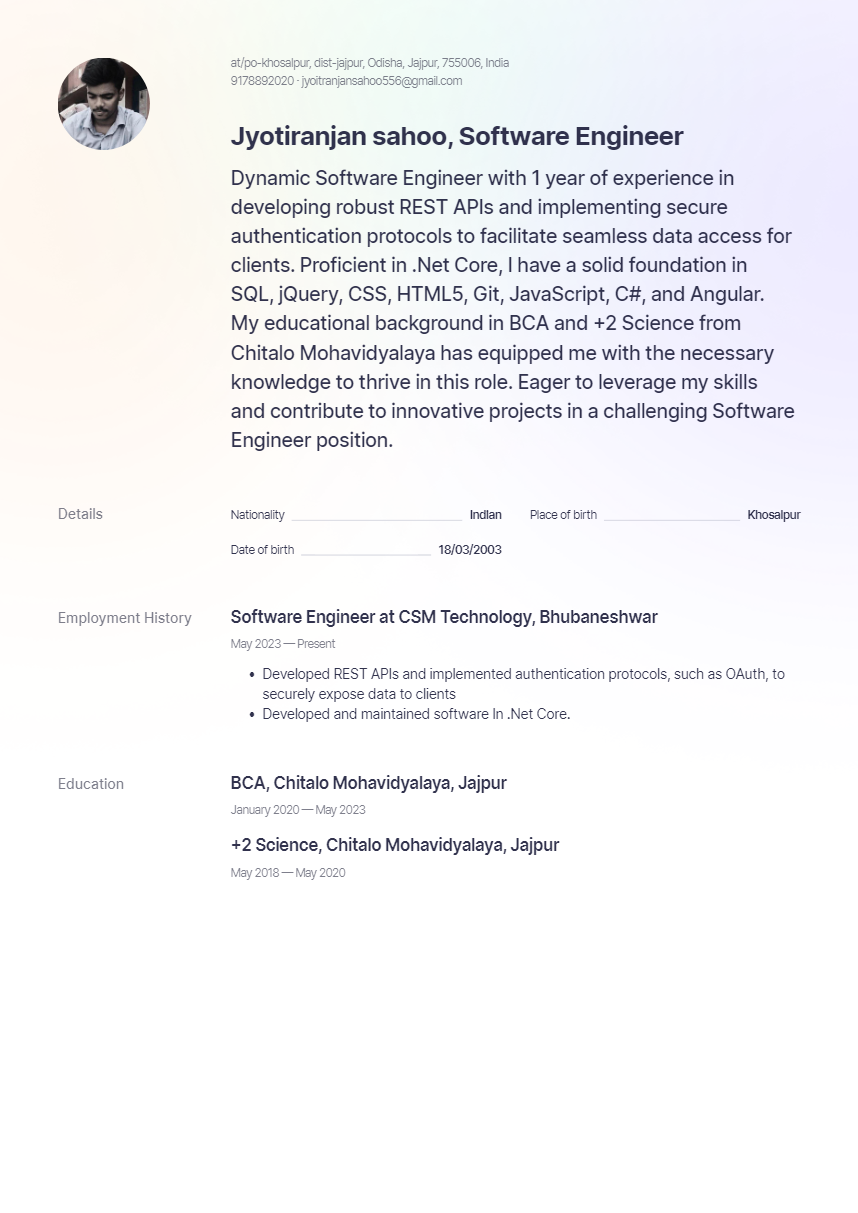 at/po-khosalpur, dist-jajpur, Odisha, Jajpur, 755006, India
9178892020 · jyoitranjansahoo556@gmail.com
Jyotiranjan sahoo, Software Engineer
Dynamic Software Engineer with 1 year of experience in
developing robust REST APIs and implementing secure
authentication protocols to facilitate seamless data access for
clients. Proficient in .Net Core, I have a solid foundation in
SQL, jQuery, CSS, HTML5, Git, JavaScript, C#, and Angular.
My educational background in BCA and +2 Science from
Chitalo Mohavidyalaya has equipped me with the necessary
knowledge to thrive in this role. Eager to leverage my skills
and contribute to innovative projects in a challenging Software
Engineer position.
Details
Nationality Indian Place of birth Khosalpur
Date of birth 18/03/2003
Employment History
Software Engineer at CSM Technology, Bhubaneshwar
May 2023 — Present
• Developed REST APIs and implemented authentication protocols, such as OAuth, to
securely expose data to clients
• Developed and maintained software In .Net Core.
Education
BCA, Chitalo Mohavidyalaya, Jajpur
January 2020 — May 2023
+2 Science, Chitalo Mohavidyalaya, Jajpur
May 2018 — May 2020